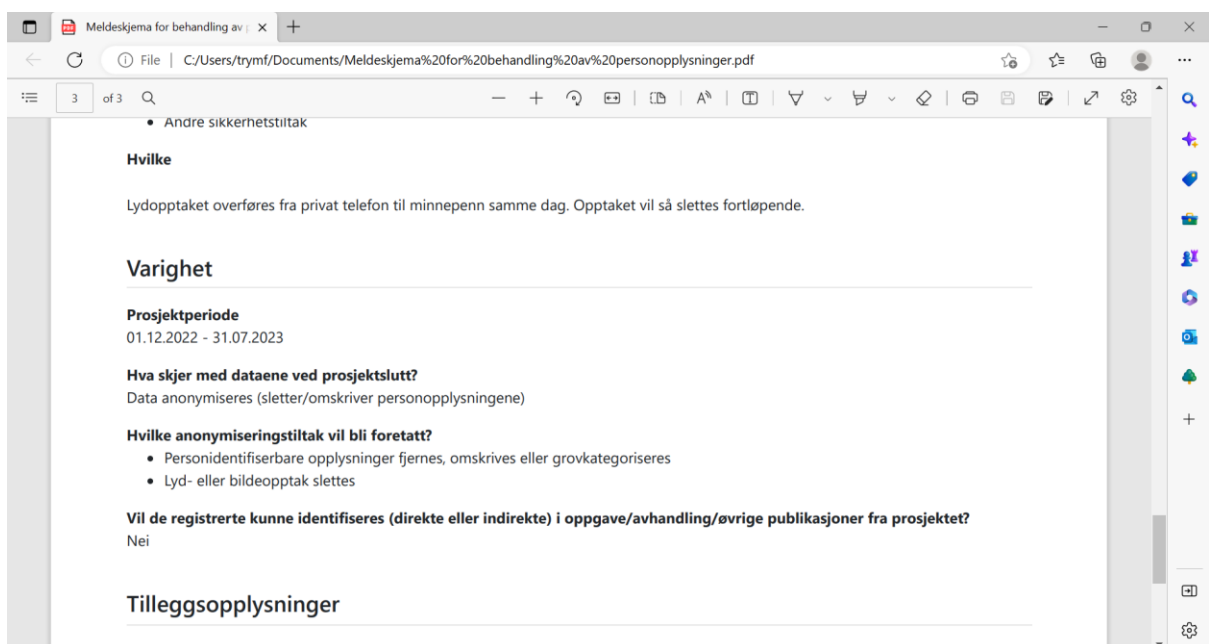 Meldeskjema for behandling av p
File | C:/Users/trymf/Documents/Meldeskjema%20for%20behandling%20av%20personopplysninger.pdf
3 of 3
• Andre sikkerhetstiltak
Hvilke
Lydopptaket overføres fra privat telefon til minnepenn samme dag. Opptaket vil så slettes fortløpende.
Varighet
Prosjektperiode
01.12.2022 - 31.07.2023
Hva skjer med dataene ved prosjektslutt?
Data anonymiseres (sletter/omskriver personopplysningene)
Hvilke anonymiseringstiltak vil bli foretatt?
• Personidentifiserbare opplysninger fjernes, omskrives eller grovkategoriseres
• Lyd- eller bildeopptak slettes
Vil de registrerte kunne identifiseres (direkte eller indirekte) i oppgave/avhandling/øvrige publikasjoner fra prosjektet?
Nei
Tilleggsopplysninger